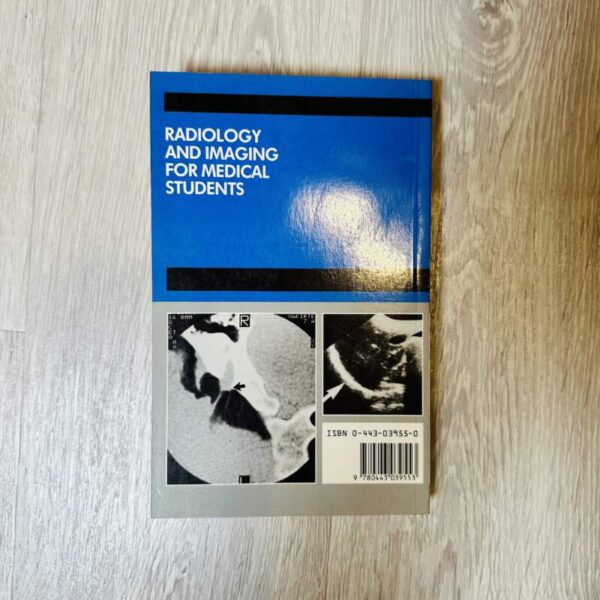 RADIOLOGY
AND IMAGING
FOR MEDICAL
STUDENTS
R
ISBN 0-443-03955-0
9 780443 039553